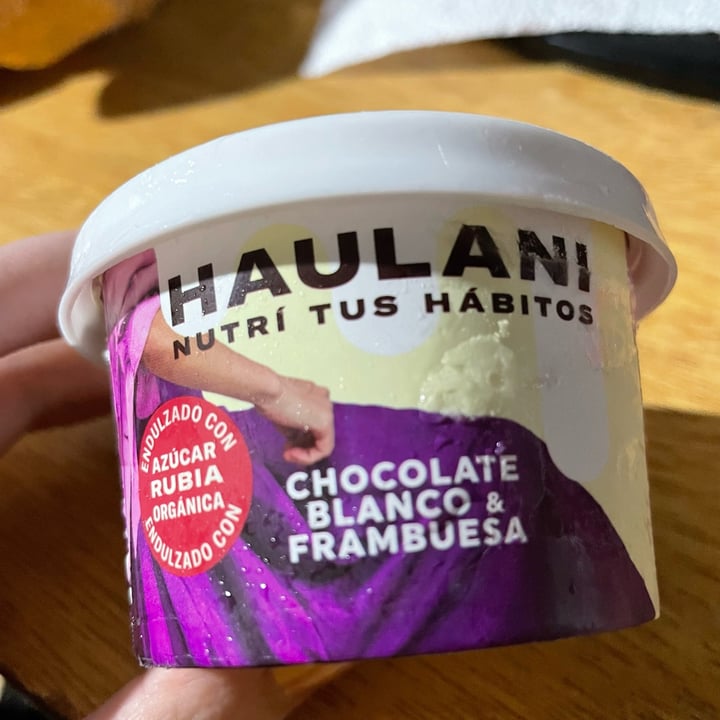 HAULANI
NUTRÍ TUS HÁBITOS
ENDULZADO CON
AZÚCAR
RUBIA
ORGÁNICA
ENDULZADO CON
CHOCOLATE
BLANCO &
FRAMBUESA